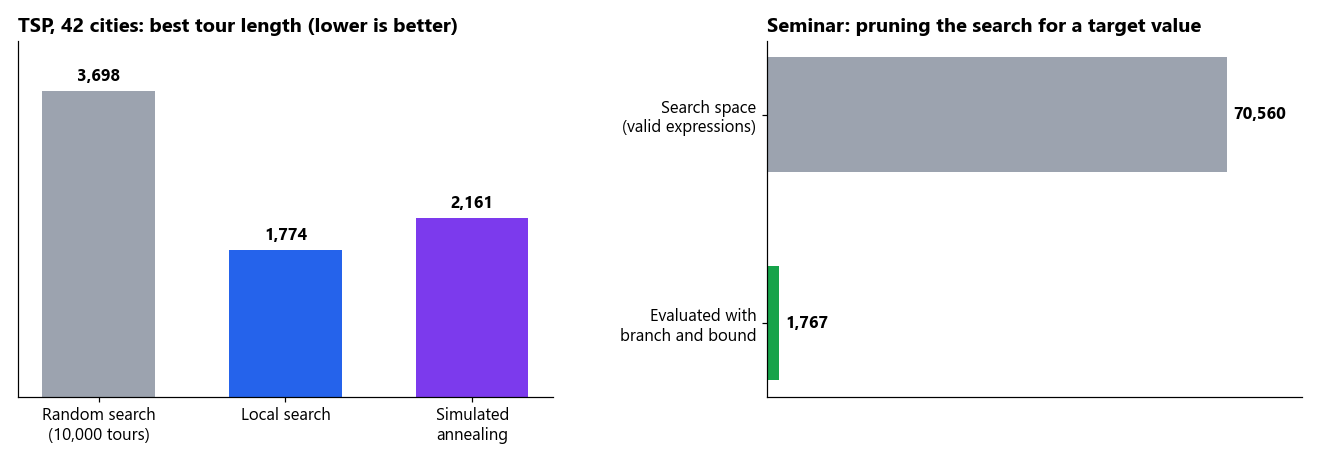 TSP, 42 cities: best tour length (lower is better)
3,698
1,774
2,161
Random search
(10,000 tours)
Local search
Simulated
annealing
Seminar: pruning the search for a target value
Search space
(valid expressions)
70,560
Evaluated with
branch and bound
1,767